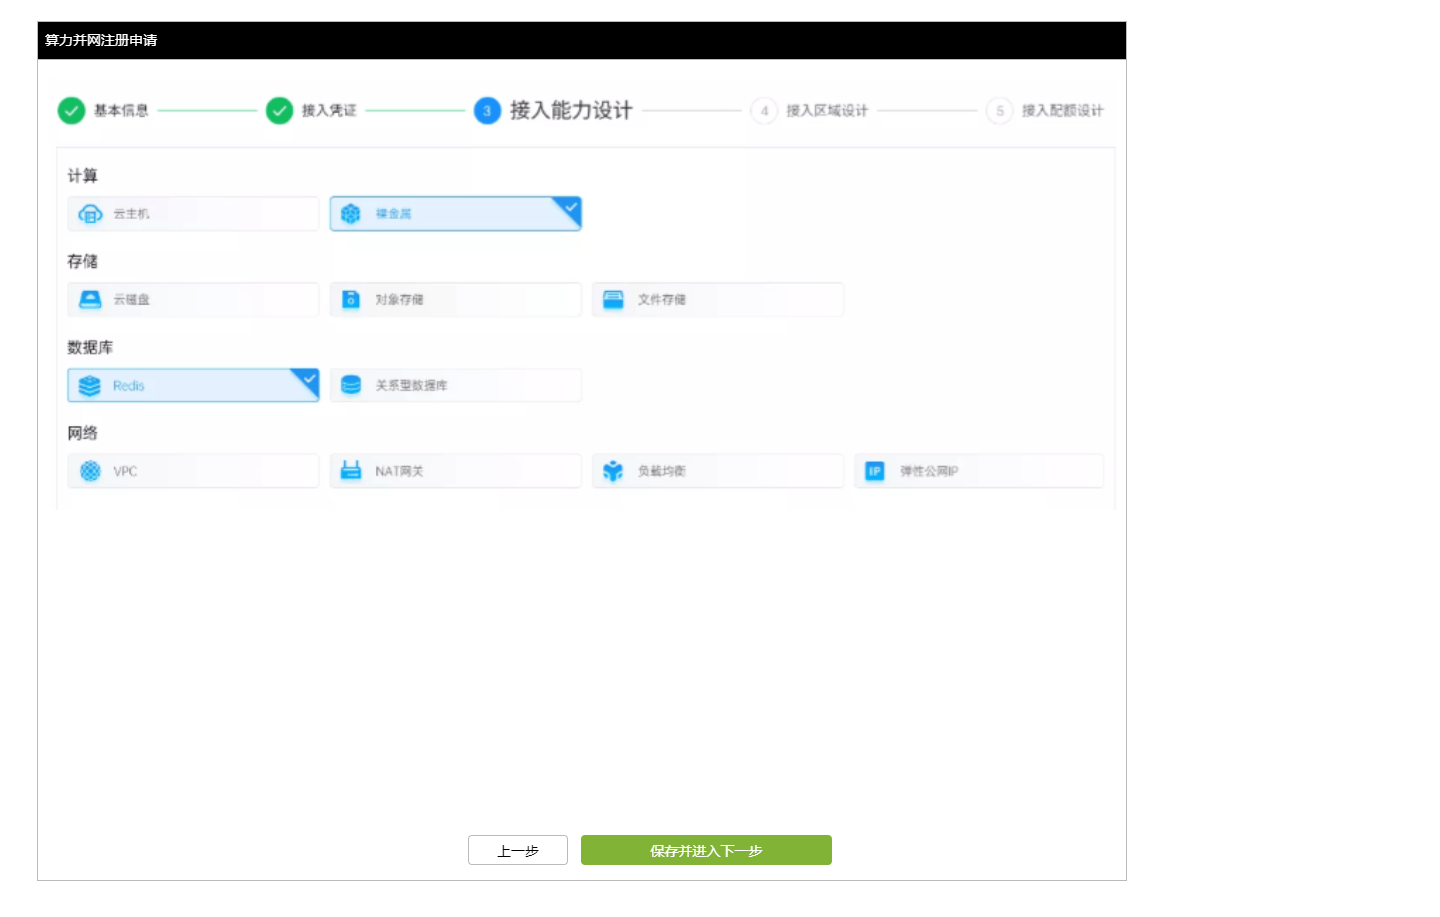 算力并网注册申请
基本信息 接入凭证 3 接入能力设计 4 接入区域设计 5 接入配额设计
计算
云主机 裸金属
存储
云磁盘 对象存储 文件存储
数据库
Redis 关系型数据库
网络
VPC NAT网关 负载均衡 IP 弹性公网IP
上一步 保存并进入下一步